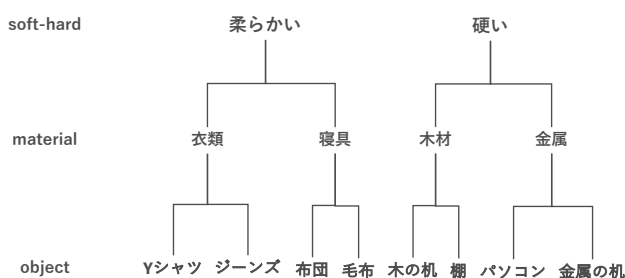 soft-hard 柔らかい 硬い
material 衣類 寝具 木材 金属
object Yシャツ ジーンズ 布団 毛布 木の机 棚 パソコン 金属の机